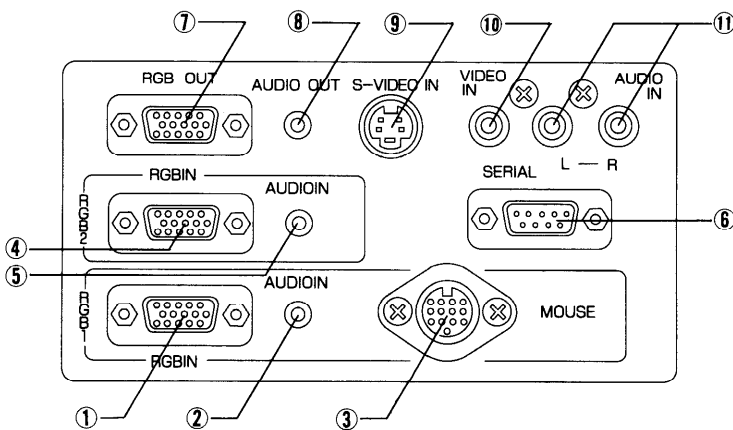 ⑦ ⑧ ⑨ ⑩ ⑪
RGB OUT
AUDIO OUT
S-VIDEO IN
VIDEO
IN
AUDIO
IN
L — R
SERIAL
RGBIN
AUDIOIN
RGB2
④
⑤
⑥
RGB1
AUDIOIN
RGBIN
MOUSE
① ② ③